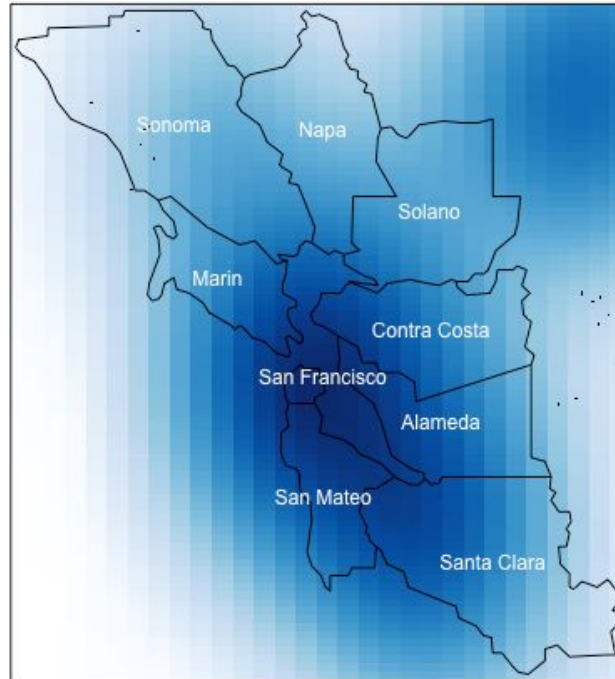 Sonoma
Napa
Solano
Marin
Contra Costa
San Francisco
Alameda
San Mateo
Santa Clara